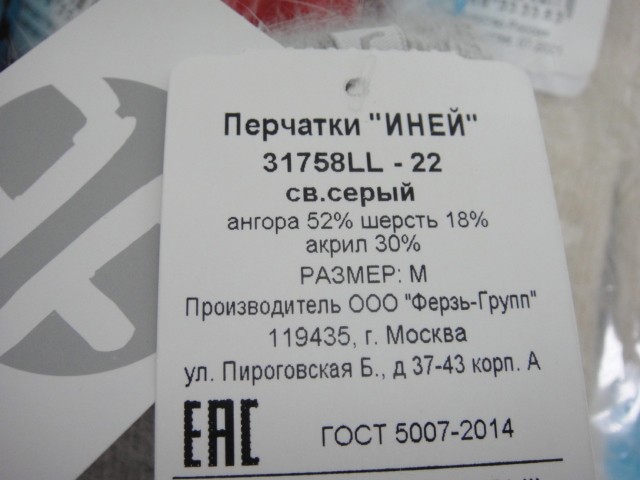 Перчатки "ИНЕЙ"
31758LL - 22
св.серый
ангора 52% шерсть 18%
акрил 30%
РАЗМЕР: M
Производитель ООО "Ферзь-Групп"
119435, г. Москва
ул. Пироговская Б., д 37-43 корп. А
EAC
ГОСТ 5007-2014